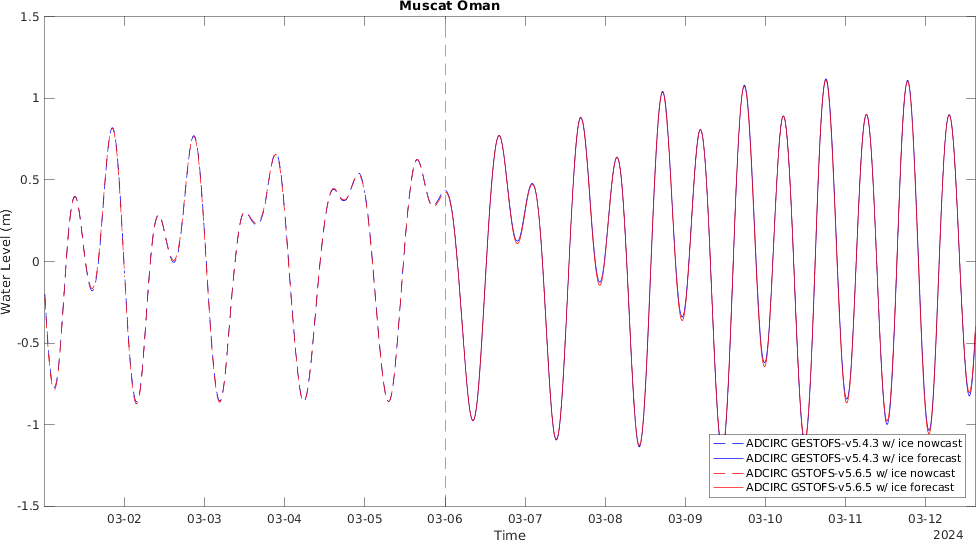 Muscat Oman
1.5
1
0.5
0
-0.5
-1
-1.5
Water Level (m)
ADCIRC GESTOFS-v5.4.3 w/ ice nowcast
ADCIRC GESTOFS-v5.4.3 w/ ice forecast
ADCIRC GSTOFS-v5.6.5 w/ ice nowcast
ADCIRC GSTOFS-v5.6.5 w/ ice forecast
03-02 03-03 03-04 03-05 03-06 03-07 03-08 03-09 03-10 03-11 03-12
Time
2024